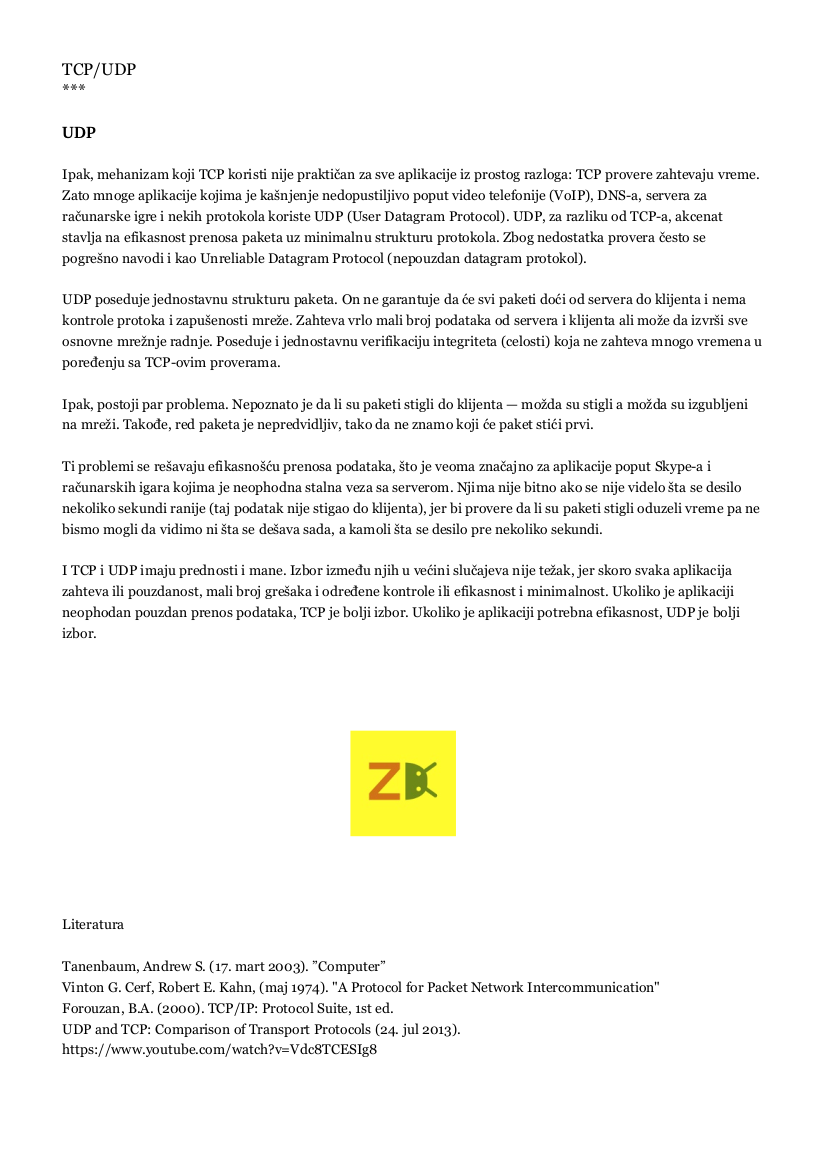 TCP/UDP
***
UDP
Ipak, mehanizam koji TCP koristi nije praktičan za sve aplikacije iz prostog razloga: TCP provere zahtevaju vreme.
Zato mnoge aplikacije kojima je kašnjenje nedopustiljivo poput video telefonije (VoIP), DNS-a, servera za
računarske igre i nekih protokola koriste UDP (User Datagram Protocol). UDP, za razliku od TCP-a, akcenat
stavlja na efikasnost prenosa paketa uz minimalnu strukturu protokola. Zbog nedostatka provera često se
pogrešno navodi i kao Unreliable Datagram Protocol (nepouzdan datagram protokol).
UDP poseduje jednostavnu strukturu paketa. On ne garantuje da će svi paketi doći od servera do klijenta i nema
kontrole protoka i zapušenosti mreže. Zahteva vrlo mali broj podataka od servera i klijenta ali može da izvrši sve
osnovne mrežnje radnje. Poseduje i jednostavnu verifikaciju integriteta (celosti) koja ne zahteva mnogo vremena u
poređenju sa TCP-ovim proverama.
Ipak, postoji par problema. Nepoznato je da li su paketi stigli do klijenta — možda su stigli a možda su izgubljeni
na mreži. Takođe, red paketa je nepredvidljiv, tako da ne znamo koji će paket stići prvi.
Ti problemi se rešavaju efikasnošću prenosa podataka, što je veoma značajno za aplikacije poput Skype-a i
računarskih igara kojima je neophodna stalna veza sa serverom. Njima nije bitno ako se nije videlo šta se desilo
nekoliko sekundi ranije (taj podatak nije stigao do klijenta), jer bi provere da li su paketi stigli oduzeli vreme pa ne
bismo mogli da vidimo ni šta se dešava sada, a kamoli šta se desilo pre nekoliko sekundi.
I TCP i UDP imaju prednosti i mane. Izbor između njih u većini slučajeva nije težak, jer skoro svaka aplikacija
zahteva ili pouzdanost, mali broj grešaka i određene kontrole ili efikasnost i minimalnost. Ukoliko je aplikaciji
neophodan pouzdan prenos podataka, TCP je bolji izbor. Ukoliko je aplikaciji potrebna efikasnost, UDP je bolji
izbor.
ZD
Literatura
Tanenbaum, Andrew S. (17. mart 2003). ”Computer”
Vinton G. Cerf, Robert E. Kahn, (maj 1974). "A Protocol for Packet Network Intercommunication"
Forouzan, B.A. (2000). TCP/IP: Protocol Suite, 1st ed.
UDP and TCP: Comparison of Transport Protocols (24. jul 2013).
https://www.youtube.com/watch?v=Vdc8TCESIg8